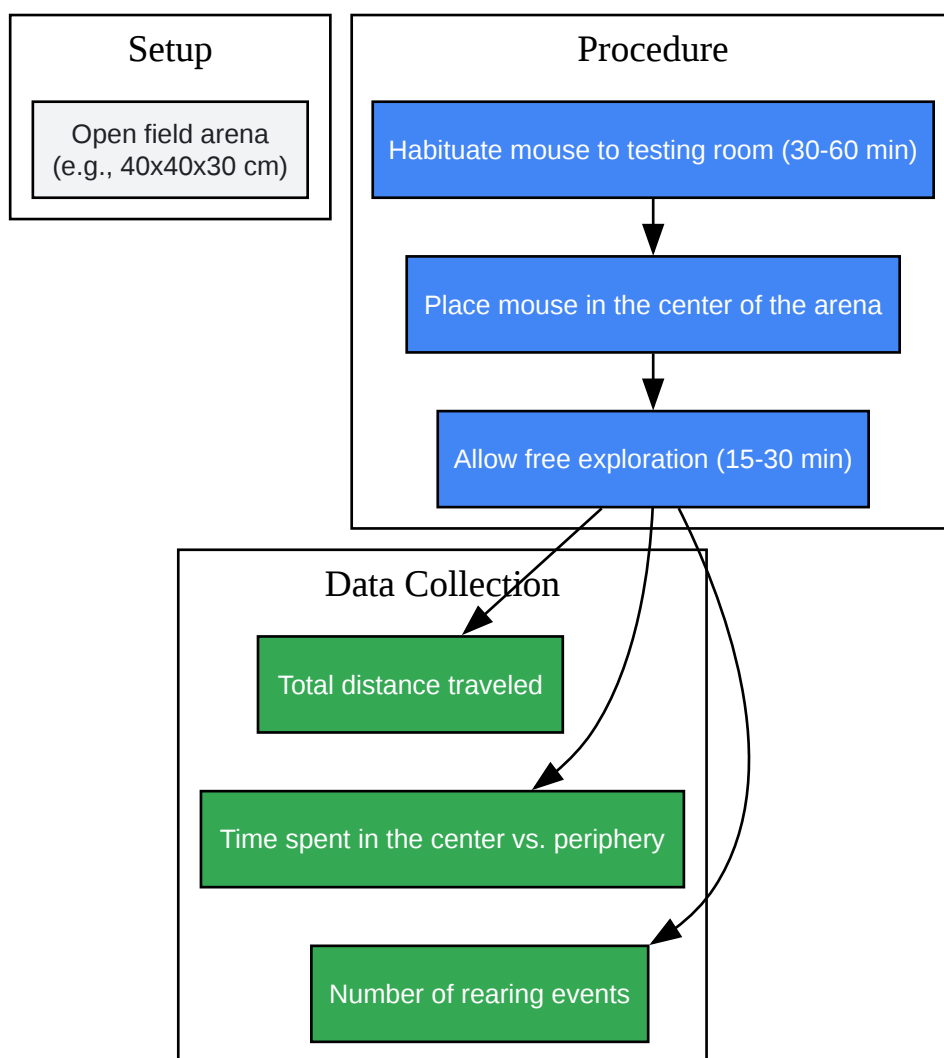 Setup
Open field arena
(e.g., 40x40x30 cm)
Procedure
Habituate mouse to testing room (30-60 min)
Place mouse in the center of the arena
Allow free exploration (15-30 min)
Data Collection
Total distance traveled
Time spent in the center vs. periphery
Number of rearing events